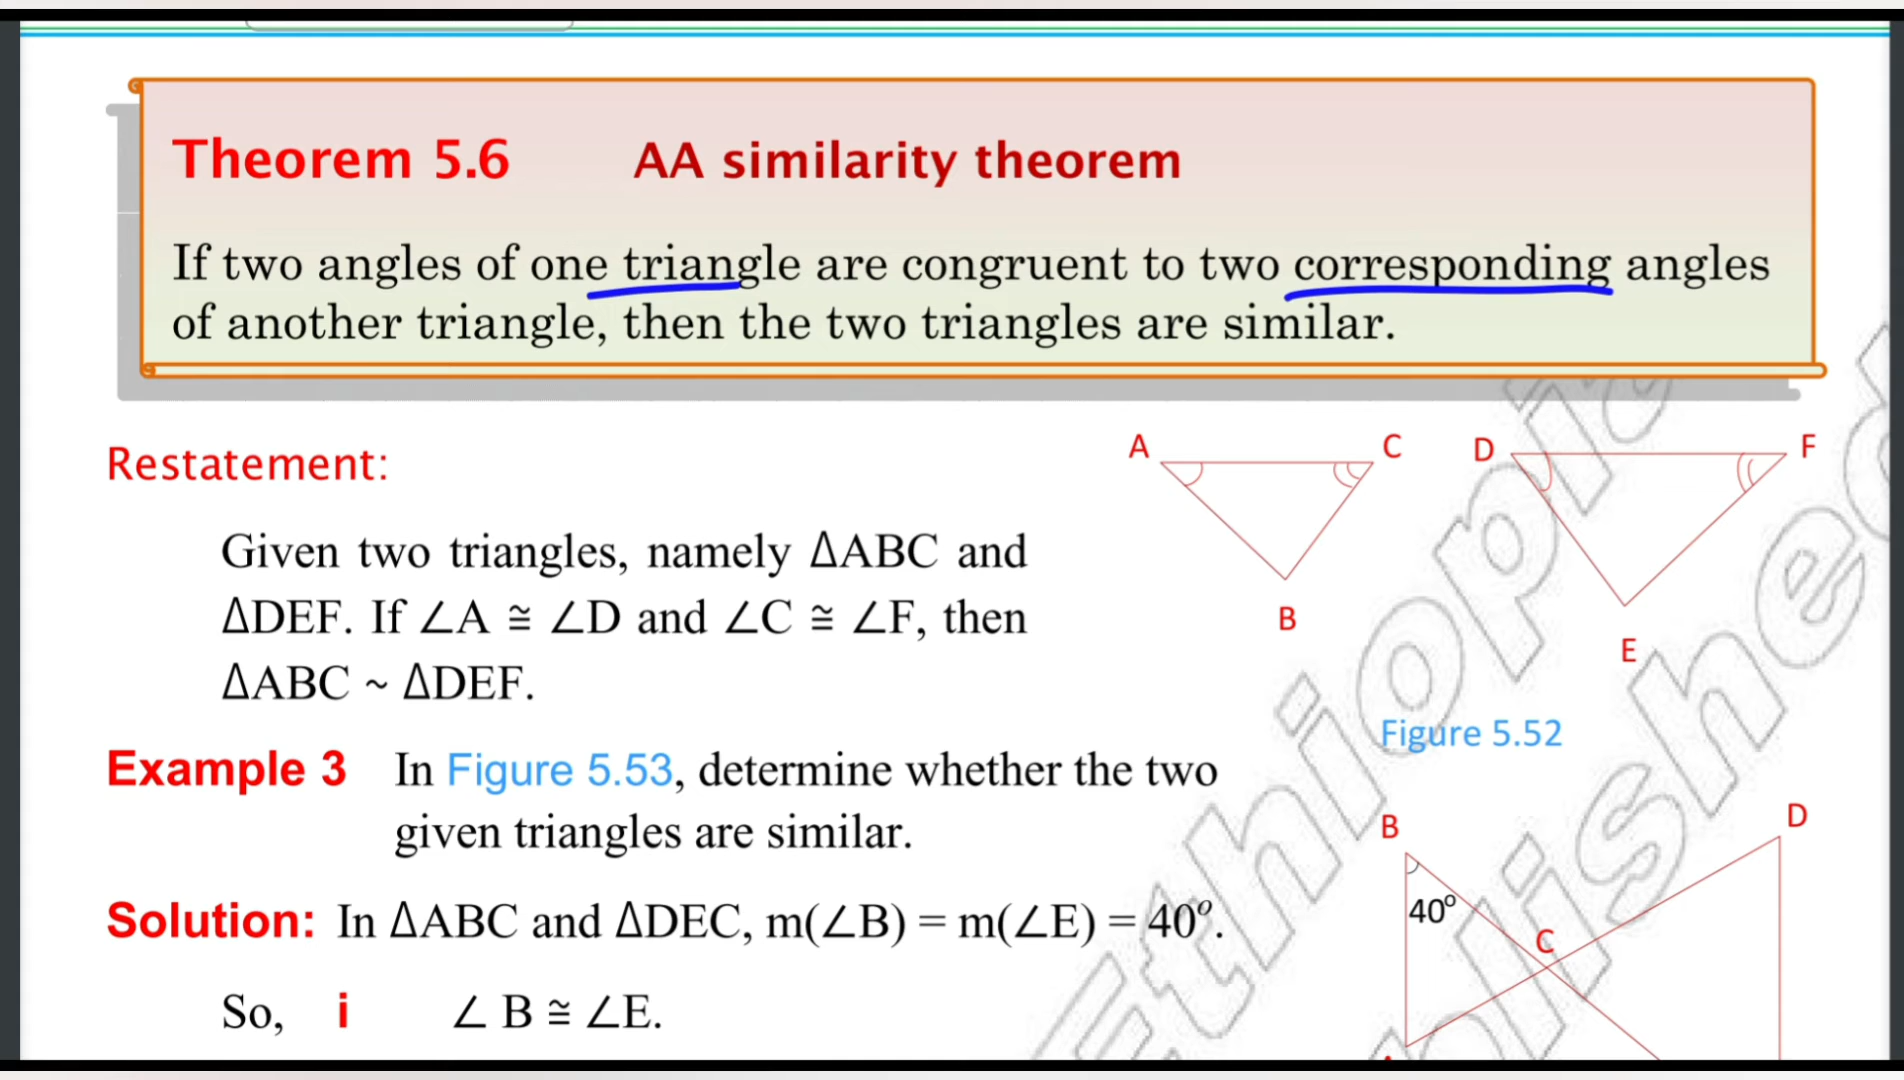 Theorem 5.6 AA similarity theorem
If two angles of one triangle are congruent to two corresponding angles
of another triangle, then the two triangles are similar.
Restatement:
Given two triangles, namely ΔABC and
ΔDEF. If ∠A ≅ ∠D and ∠C ≅ ∠F, then
ΔABC ~ ΔDEF.
A C D F
B
E
Figure 5.52
Example 3 In Figure 5.53, determine whether the two
given triangles are similar.
Solution: In ΔABC and ΔDEC, m(∠B) = m(∠E) = 40º.
So, i ∠ B ≅ ∠E.
B D
40º
C